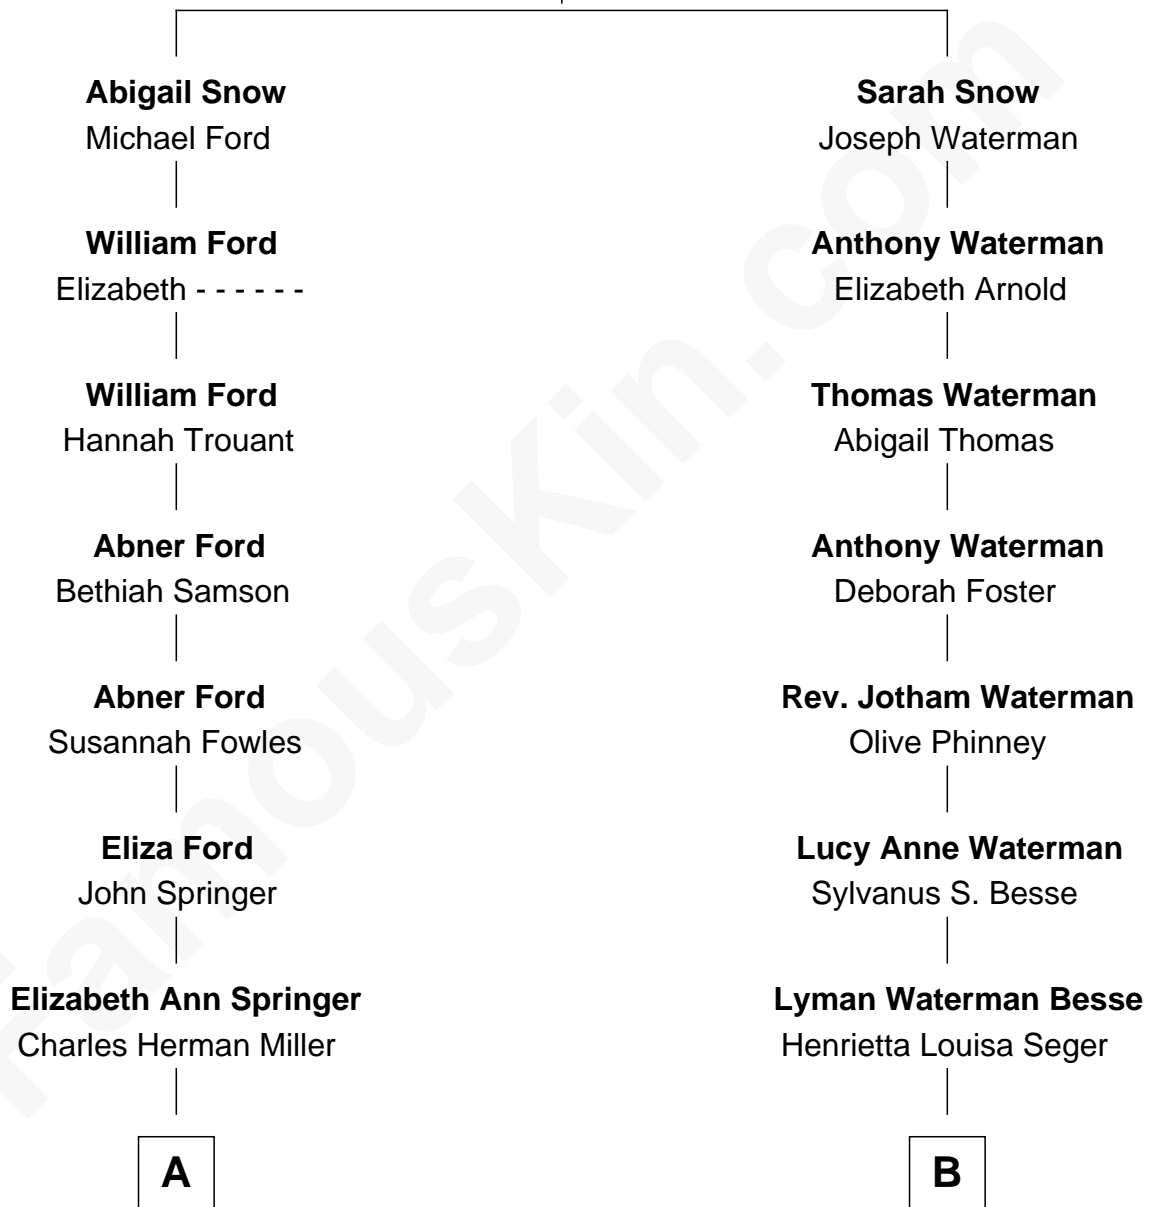 Abigail Snow
Michael Ford
Sarah Snow
Joseph Waterman
William Ford
Elizabeth - - - - - -
Anthony Waterman
Elizabeth Arnold
William Ford
Hannah Trouant
Thomas Waterman
Abigail Thomas
Abner Ford
Bethiah Samson
Anthony Waterman
Deborah Foster
Abner Ford
Susannah Fowles
Rev. Jotham Waterman
Olive Phinney
Eliza Ford
John Springer
Lucy Anne Waterman
Sylvanus S. Besse
Elizabeth Ann Springer
Charles Herman Miller
Lyman Waterman Besse
Henrietta Louisa Seger
A
B
FamousKin.com